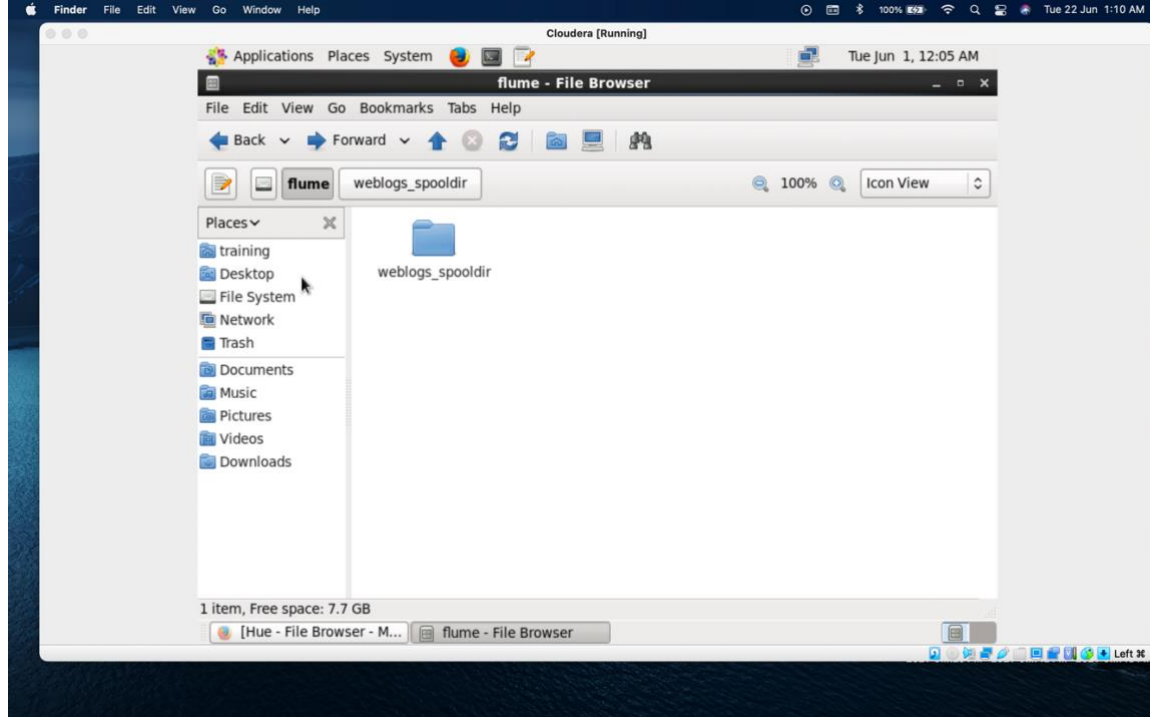 Finder File Edit View Go Window Help 100% Tue 22 Jun 1:10 AM
Cloudera [Running]
Applications Places System Tue Jun 1, 12:05 AM
flume - File Browser
File Edit View Go Bookmarks Tabs Help
Back Forward
flume weblogs_spooldir 100% Icon View
Places
training
Desktop
File System
Network
Trash
Documents
Music
Pictures
Videos
Downloads
weblogs_spooldir
1 item, Free space: 7.7 GB
[Hue - File Browser - M... flume - File Browser
Left ⌘